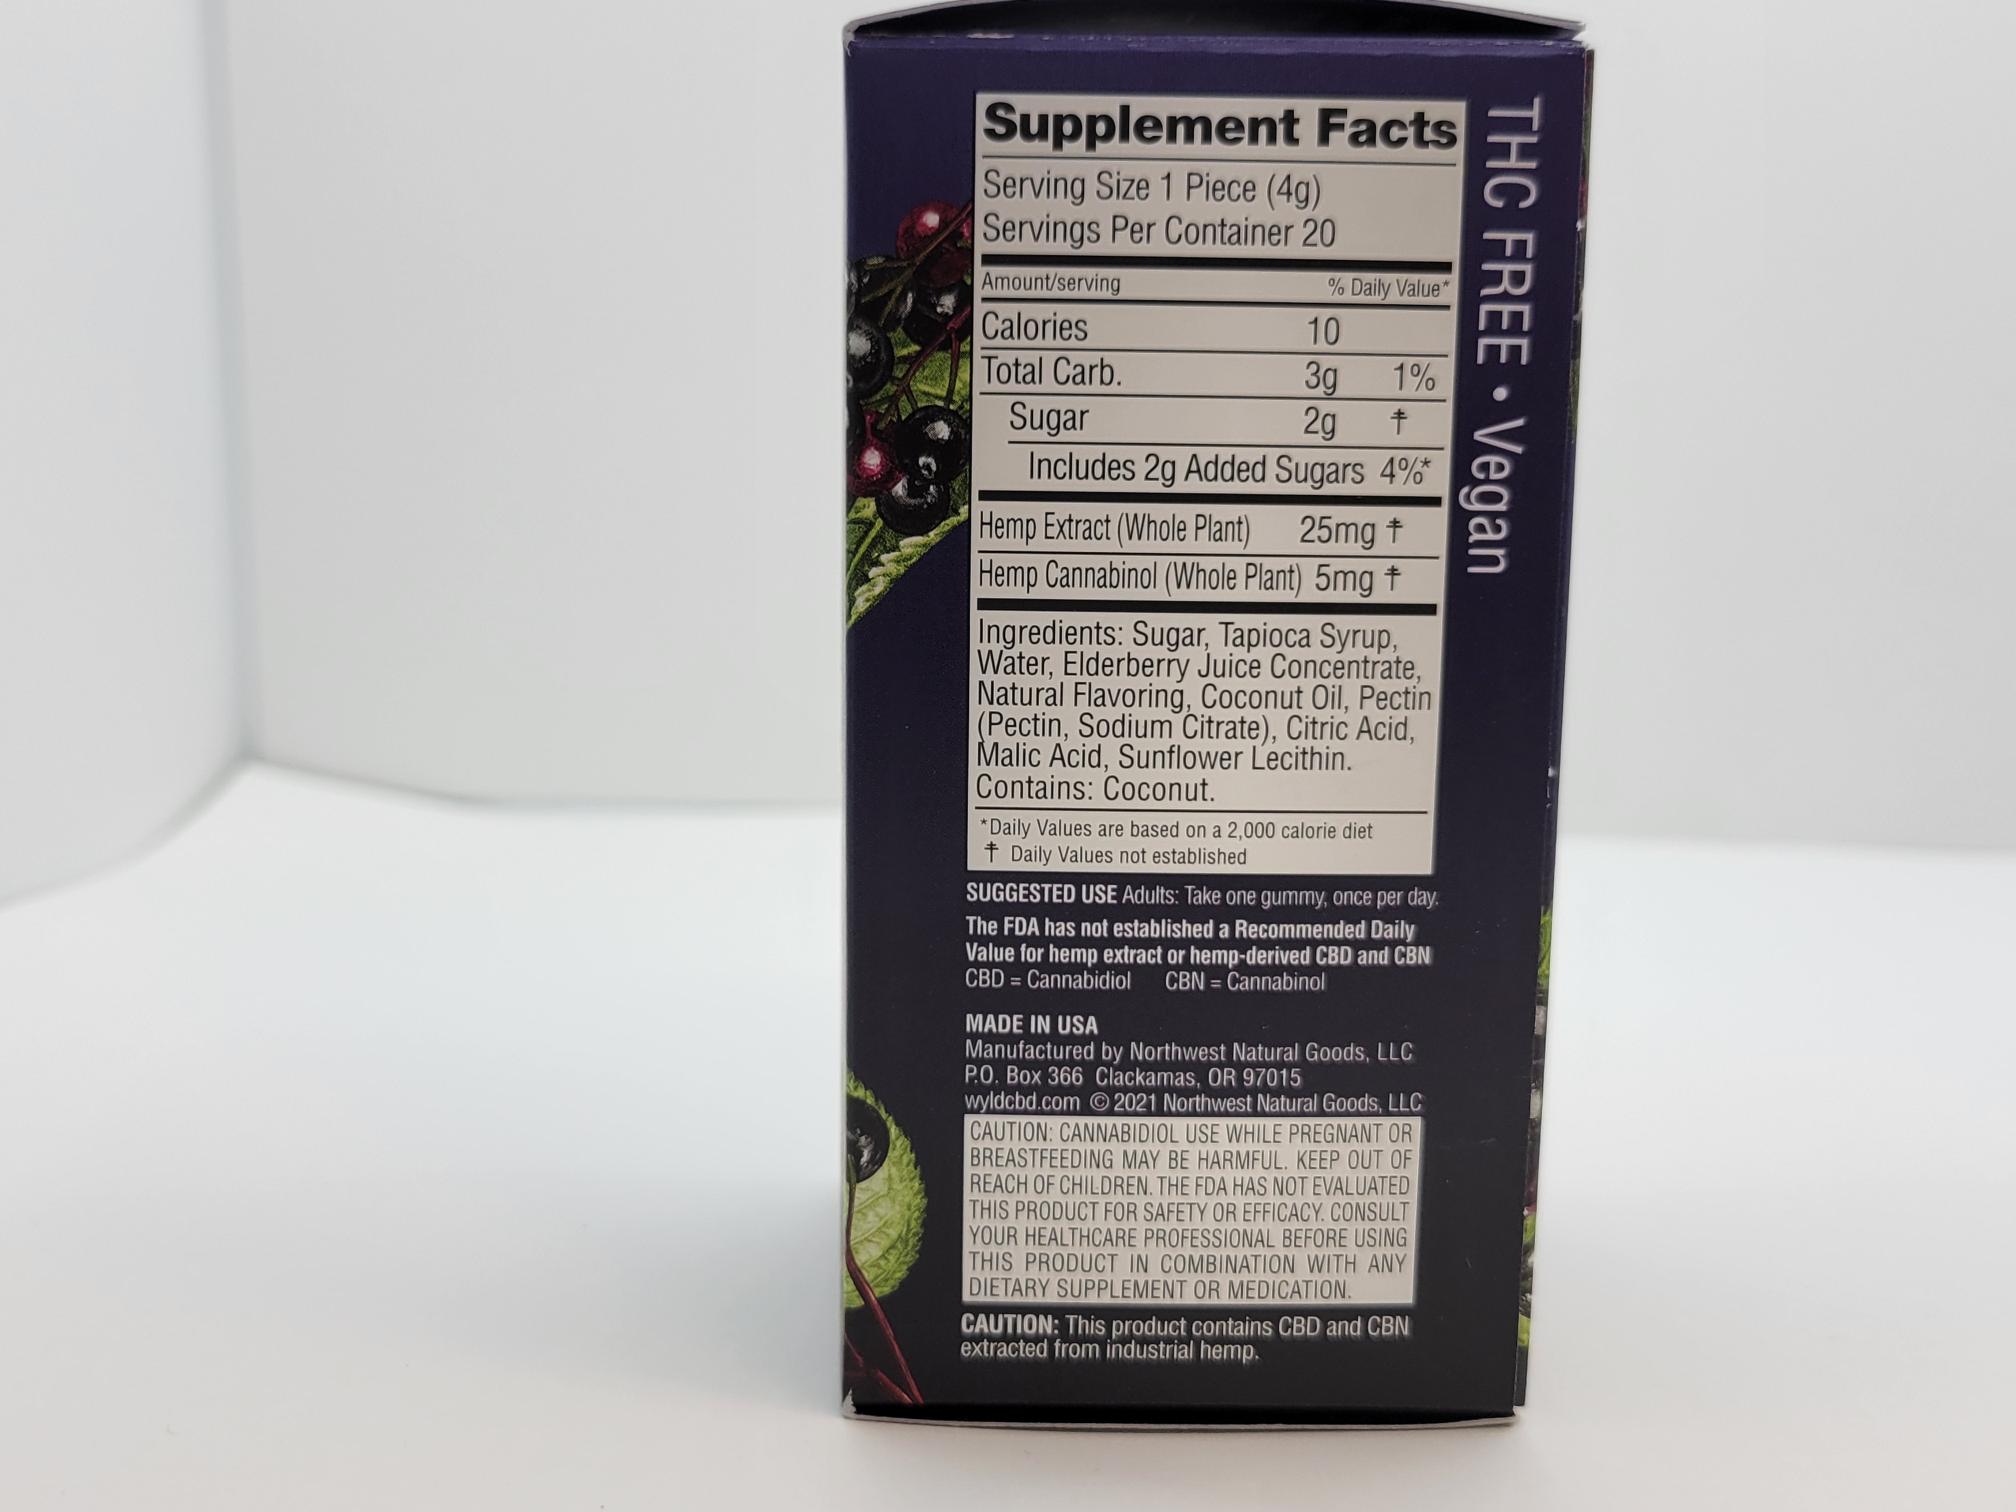 Supplement Facts
Serving Size 1 Piece (4g)
Servings Per Container 20
Amount/serving % Daily Value*
Calories 10
Total Carb. 3g 1%
Sugar 2g ‡
Includes 2g Added Sugars 4%*
Hemp Extract (Whole Plant) 25mg ‡
Hemp Cannabinol (Whole Plant) 5mg ‡
Ingredients: Sugar, Tapioca Syrup,
Water, Elderberry Juice Concentrate,
Natural Flavoring, Coconut Oil, Pectin
(Pectin, Sodium Citrate), Citric Acid,
Malic Acid, Sunflower Lecithin.
Contains: Coconut.
*Daily Values are based on a 2,000 calorie diet
‡ Daily Values not established
SUGGESTED USE Adults: Take one gummy, once per day.
The FDA has not established a Recommended Daily
Value for hemp extract or hemp-derived CBD and CBN
CBD = Cannabidiol CBN = Cannabinol
MADE IN USA
Manufactured by Northwest Natural Goods, LLC
P.O. Box 366 Clackamas, OR 97015
wyldcbd.com © 2021 Northwest Natural Goods, LLC
CAUTION: CANNABIDIOL USE WHILE PREGNANT OR
BREASTFEEDING MAY BE HARMFUL. KEEP OUT OF
REACH OF CHILDREN. THE FDA HAS NOT EVALUATED
THIS PRODUCT FOR SAFETY OR EFFICACY. CONSULT
YOUR HEALTHCARE PROFESSIONAL BEFORE USING
THIS PRODUCT IN COMBINATION WITH ANY
DIETARY SUPPLEMENT OR MEDICATION.
CAUTION: This product contains CBD and CBN
extracted from industrial hemp.
THC FREE • Vegan